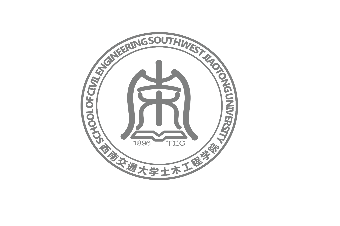 SCHOOL OF CIVIL ENGINEERING SOUTHWEST JIAOTONG UNIVERSITY
1896
西南交通大学土木工程学院